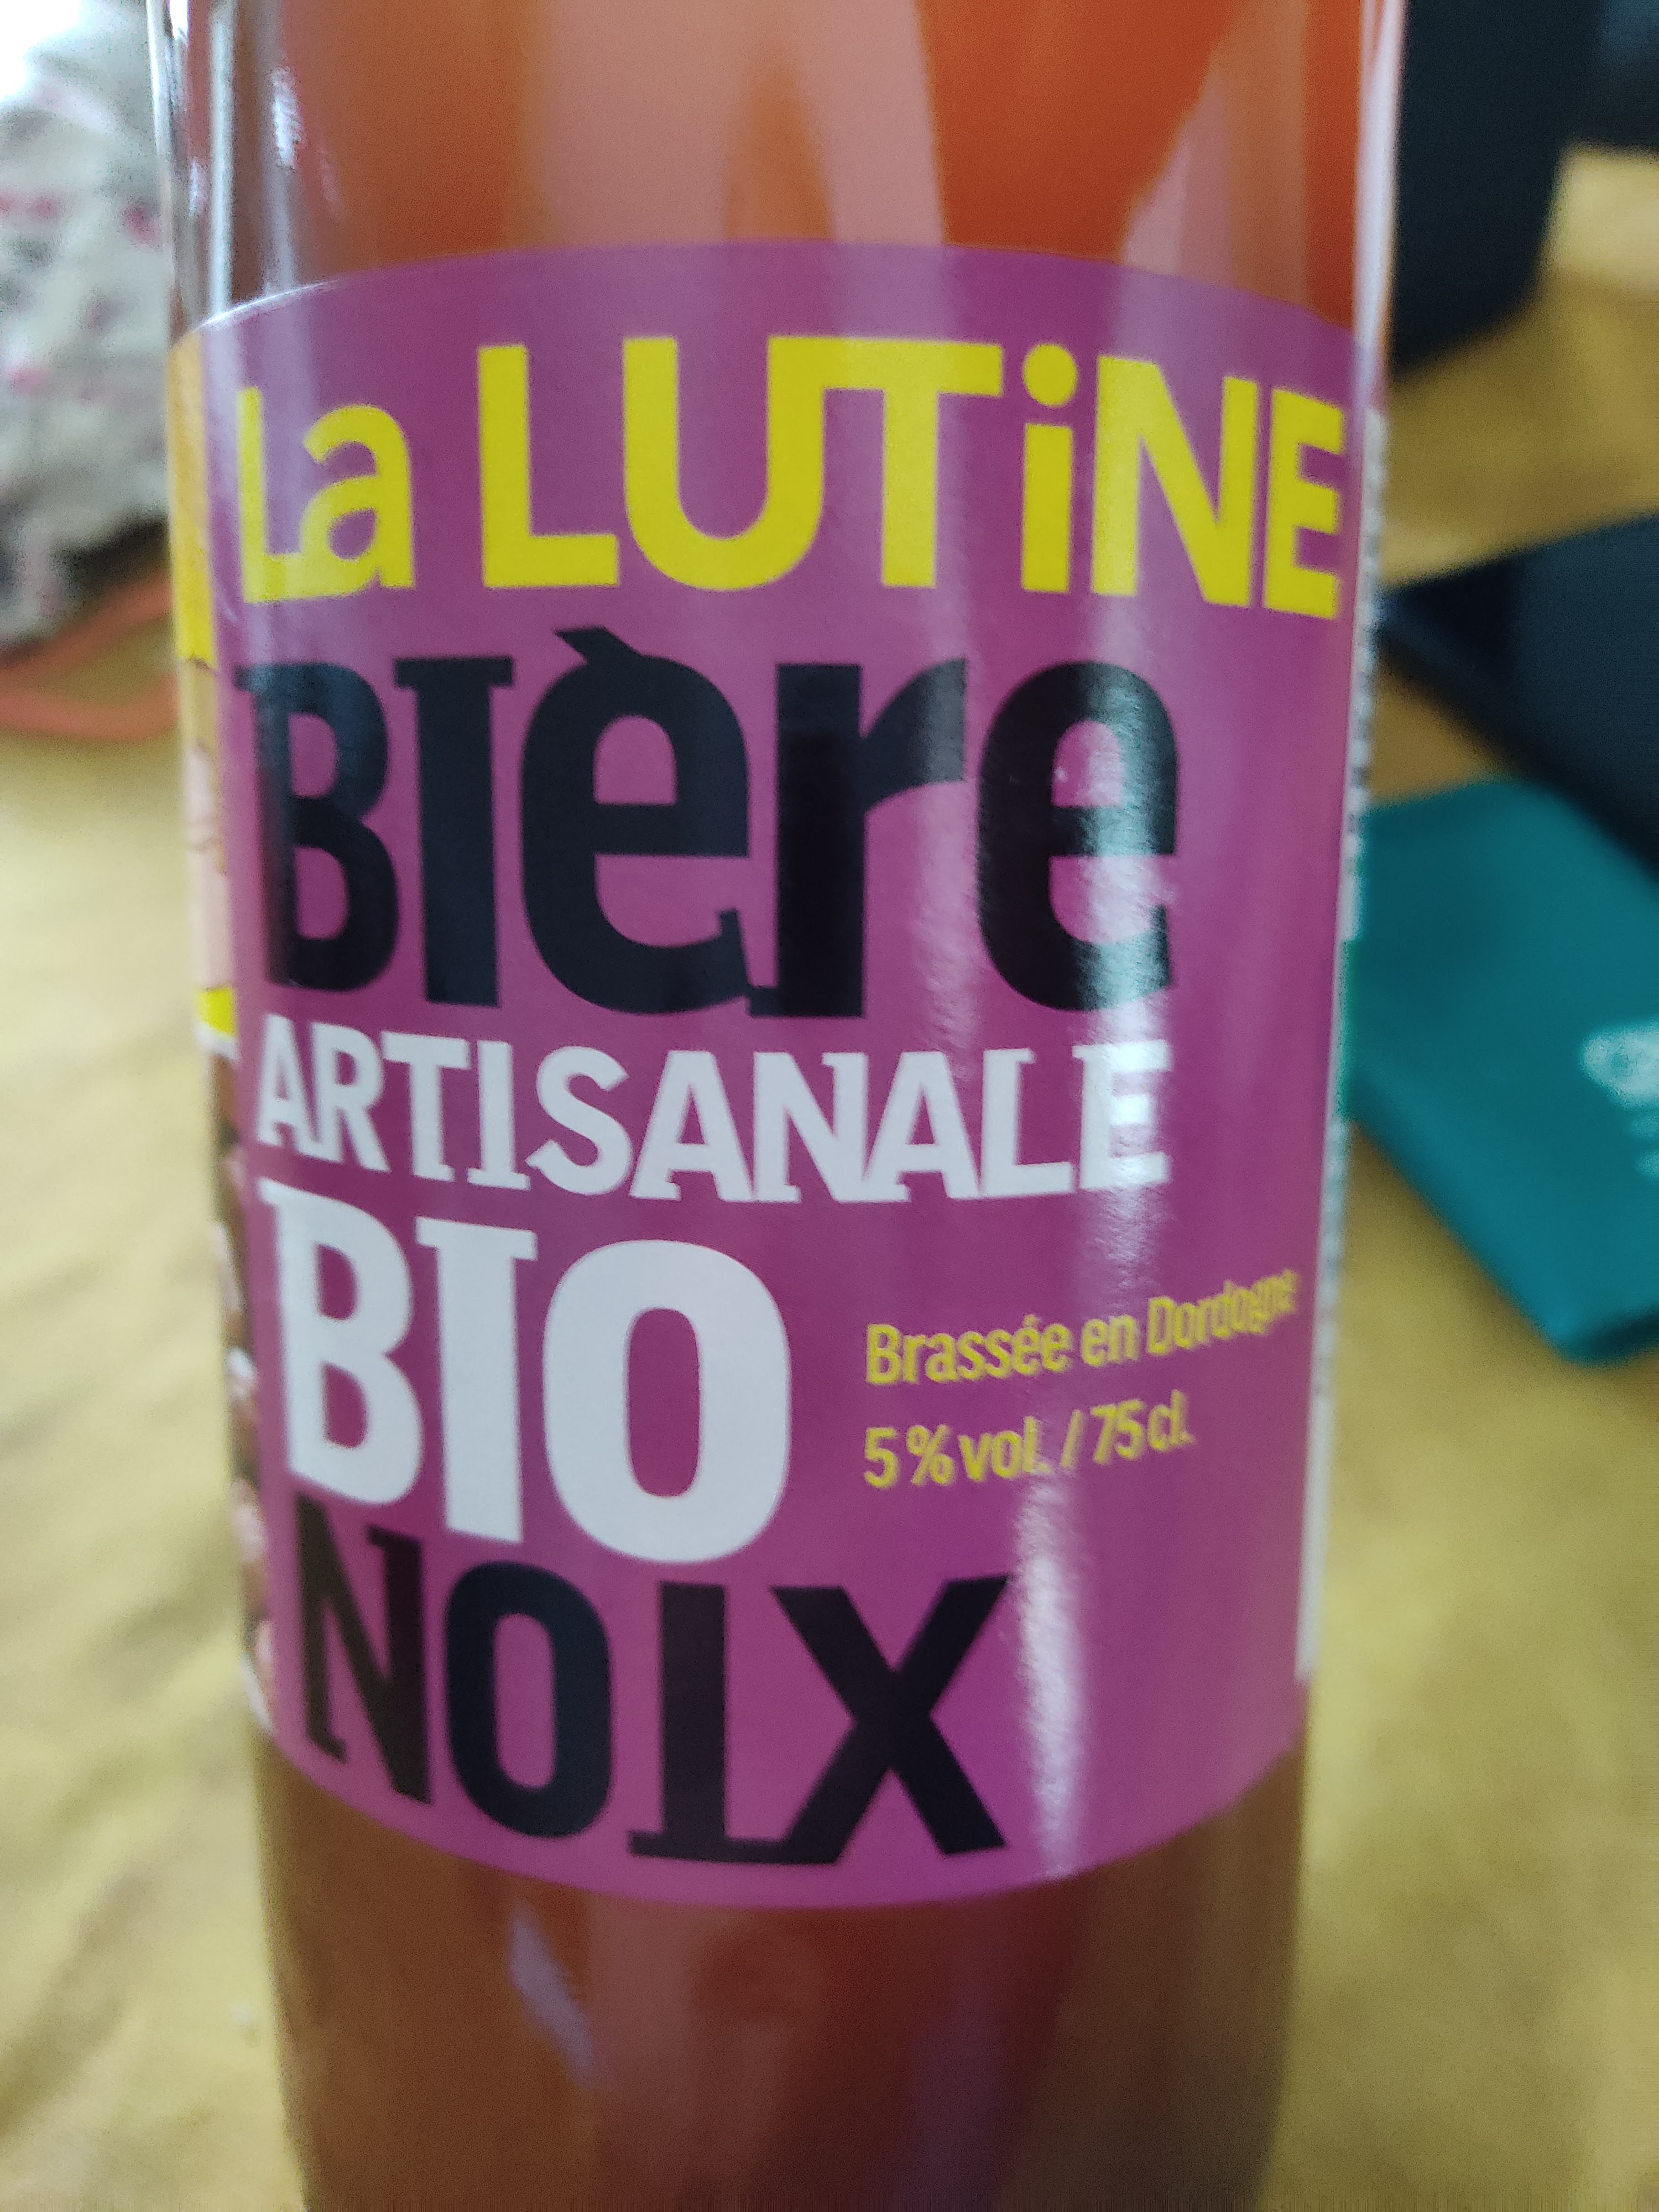 La LUTiNE
BIère
ARTISANALE
BIO
Brassée en Dordogne
5 % vol. / 75 cl.
NOIX